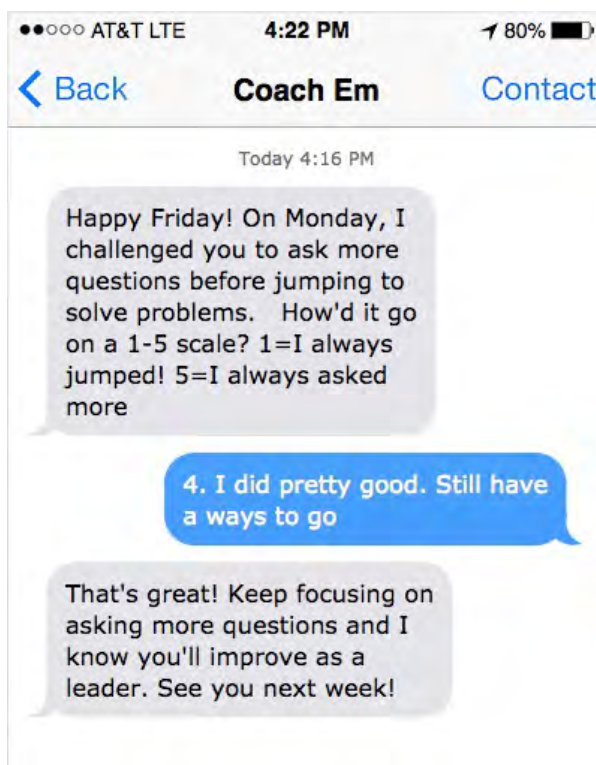 AT&T LTE 4:22 PM 80%
Back Coach Em Contact
Today 4:16 PM
Happy Friday! On Monday, I
challenged you to ask more
questions before jumping to
solve problems.   How'd it go
on a 1-5 scale? 1=I always
jumped! 5=I always asked
more
4. I did pretty good. Still have
a ways to go
That's great! Keep focusing on
asking more questions and I
know you'll improve as a
leader. See you next week!